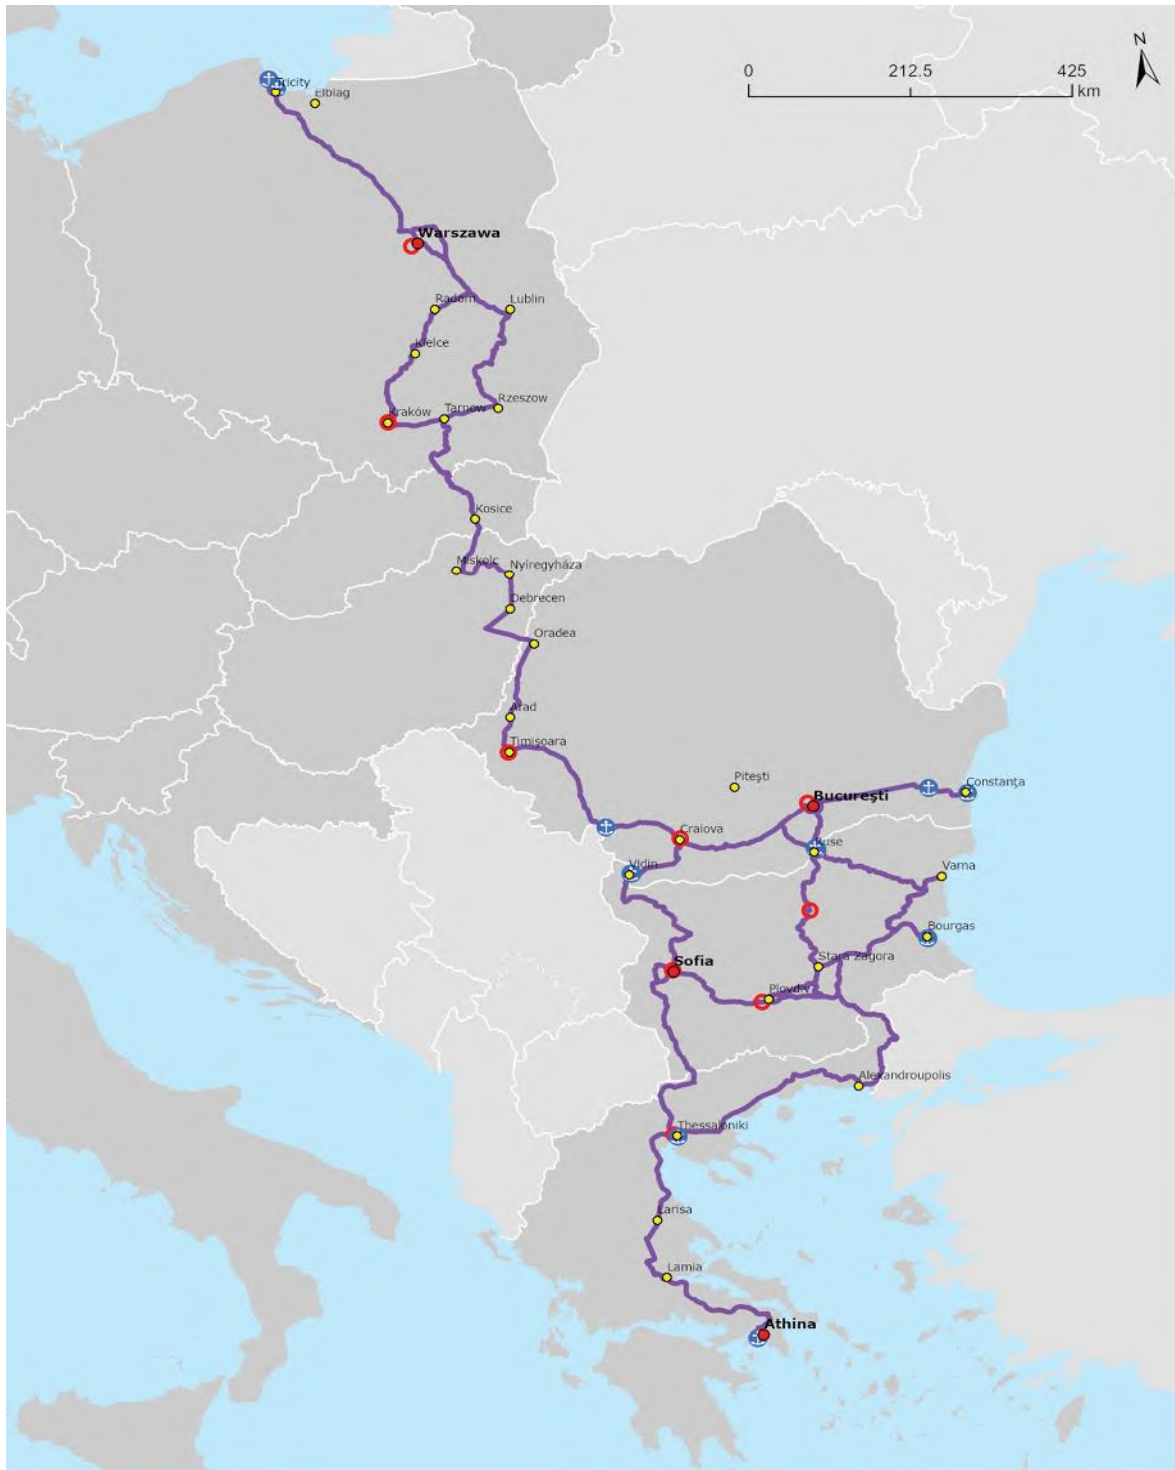 N
0 212.5 425
km
Tricity
Elbląg
Warszawa
Radom
Lublin
Kielce
Kraków
Tarnow
Rzeszow
Kosice
Miskolc
Nyíregyháza
Debrecen
Oradea
Arad
Timişoara
Piteşti
Bucureşti
Constanţa
Craiova
Ruse
Vidin
Varna
Bourgas
Sofia
Stara Zagora
Plovdiv
Alexandroupolis
Thessaloniki
Larisa
Lamia
Athina